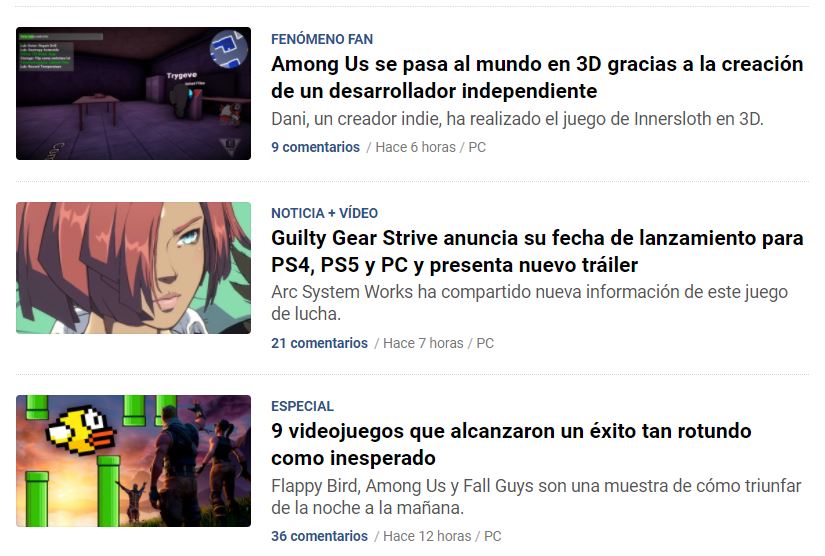 FENÓMENO FAN
Among Us se pasa al mundo en 3D gracias a la creación
de un desarrollador independiente
Dani, un creador indie, ha realizado el juego de Innersloth en 3D.
9 comentarios / Hace 6 horas / PC
Trygeve
NOTICIA + VÍDEO
Guilty Gear Strive anuncia su fecha de lanzamiento para
PS4, PS5 y PC y presenta nuevo tráiler
Arc System Works ha compartido nueva información de este juego
de lucha.
21 comentarios / Hace 7 horas / PC
ESPECIAL
9 videojuegos que alcanzaron un éxito tan rotundo
como inesperado
Flappy Bird, Among Us y Fall Guys son una muestra de cómo triunfar
de la noche a la mañana.
36 comentarios / Hace 12 horas / PC